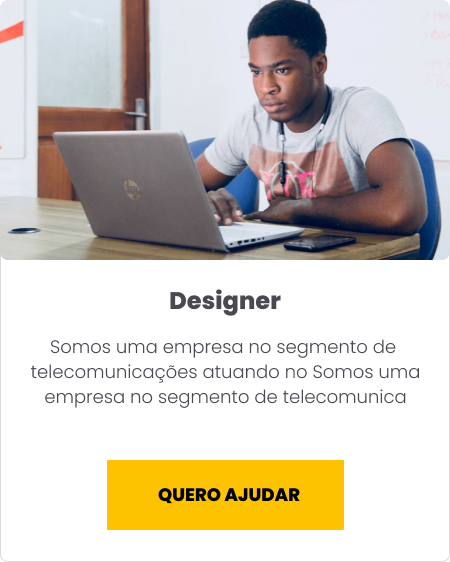 Designer
Somos uma empresa no segmento de
telecomunicações atuando no Somos uma
empresa no segmento de telecomunica
QUERO AJUDAR